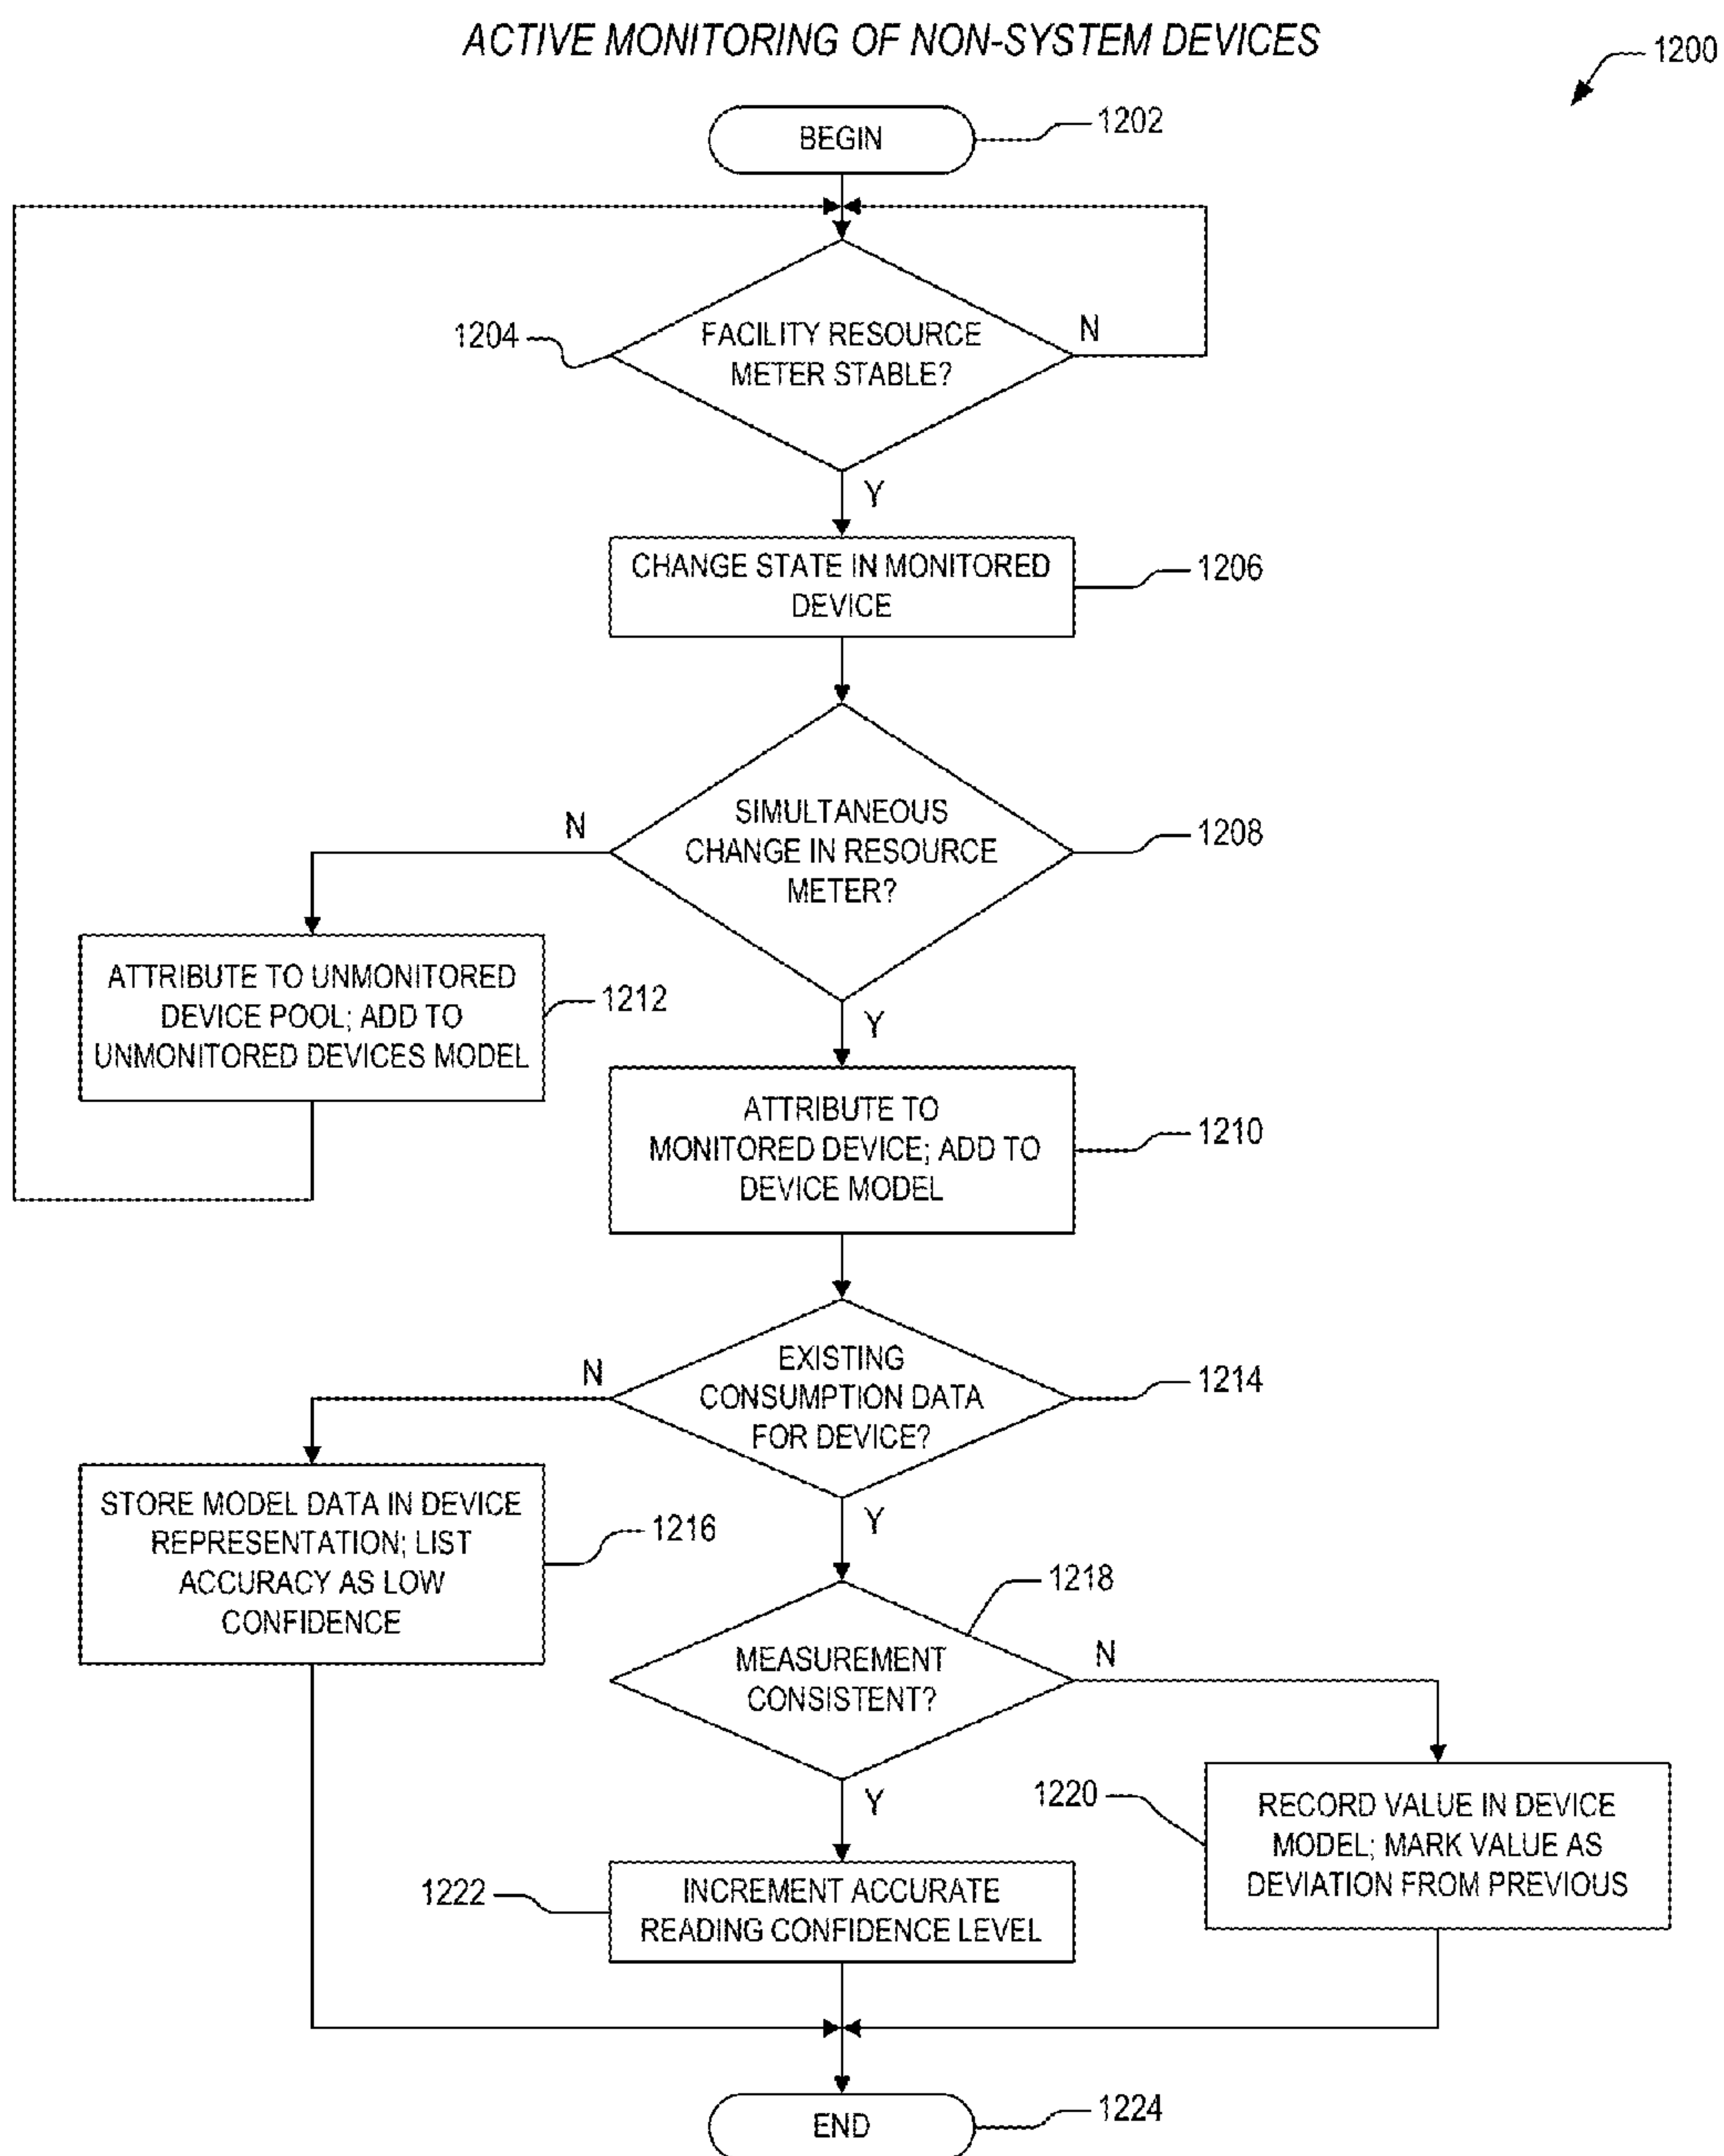 ACTIVE MONITORING OF NON-SYSTEM DEVICES
1200
BEGIN
1202
1204
FACILITY RESOURCE
METER STABLE?
N
Y
CHANGE STATE IN MONITORED
DEVICE
1206
SIMULTANEOUS
CHANGE IN RESOURCE
METER?
N
1208
ATTRIBUTE TO UNMONITORED
DEVICE POOL; ADD TO
UNMONITORED DEVICES MODEL
1212
Y
ATTRIBUTE TO
MONITORED DEVICE; ADD TO
DEVICE MODEL
1210
EXISTING
CONSUMPTION DATA
FOR DEVICE?
N
1214
STORE MODEL DATA IN DEVICE
REPRESENTATION; LIST
ACCURACY AS LOW
CONFIDENCE
1216
Y
1218
MEASUREMENT
CONSISTENT?
N
Y
1220
RECORD VALUE IN DEVICE
MODEL; MARK VALUE AS
DEVIATION FROM PREVIOUS
1222
INCREMENT ACCURATE
READING CONFIDENCE LEVEL
END
1224